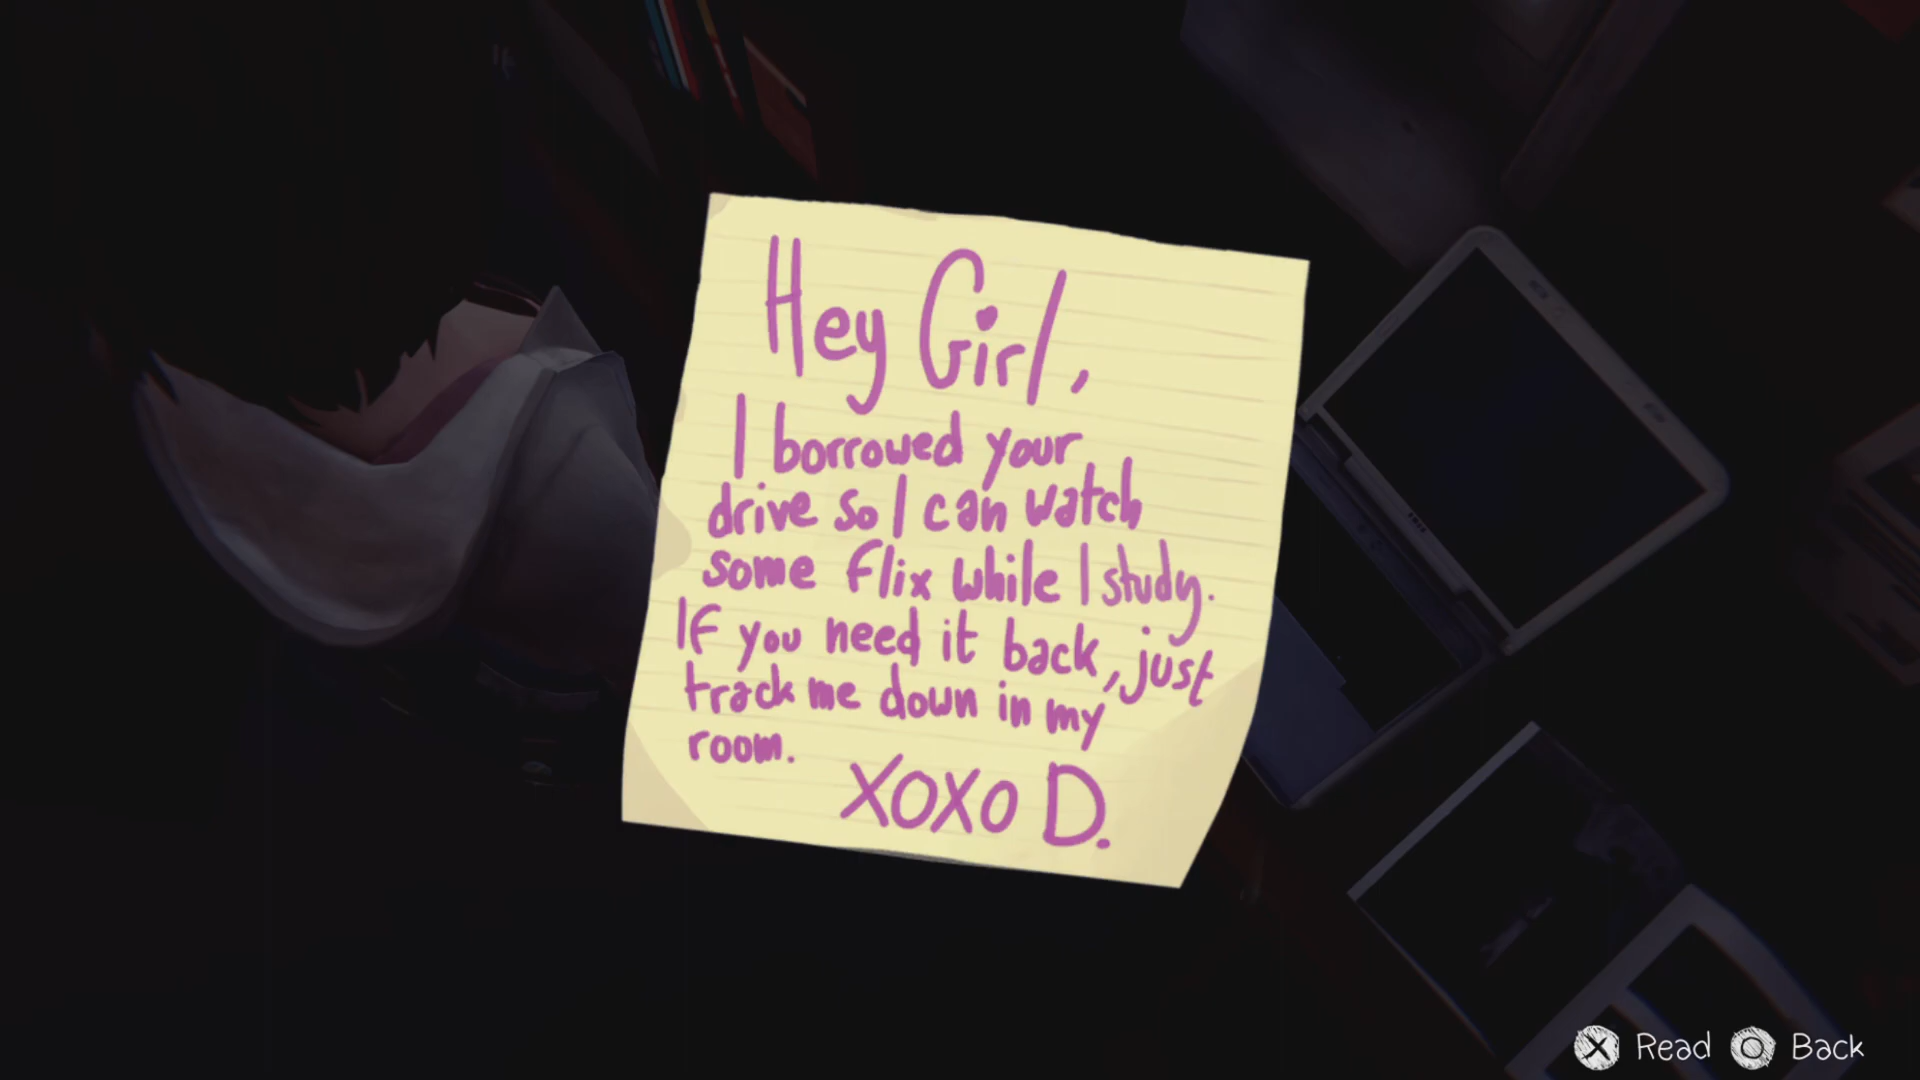 Hey Girl,
I borrowed your
drive so I can watch
some flix while I study.
If you need it back, just
track me down in my
room.
XOXO D.
Read Back